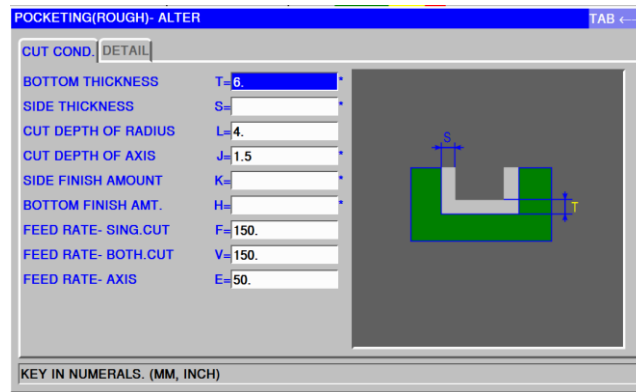 POCKETING(ROUGH)- ALTER TAB ←
CUT COND. DETAIL
BOTTOM THICKNESS T=6. *
SIDE THICKNESS S= *
CUT DEPTH OF RADIUS L=4.
CUT DEPTH OF AXIS J=1.5 *
SIDE FINISH AMOUNT K= *
BOTTOM FINISH AMT. H= *
FEED RATE- SING.CUT F=150.
FEED RATE- BOTH.CUT V=150.
FEED RATE- AXIS E=50.
S
T
KEY IN NUMERALS. (MM, INCH)